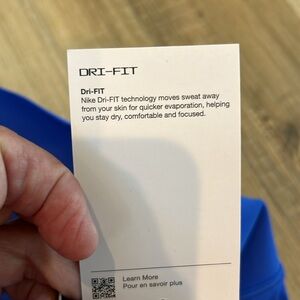 DRI-FIT
Dri-FIT
Nike Dri-FIT technology moves sweat away
from your skin for quicker evaporation, helping
you stay dry, comfortable and focused.
Learn More
Pour en savoir plus